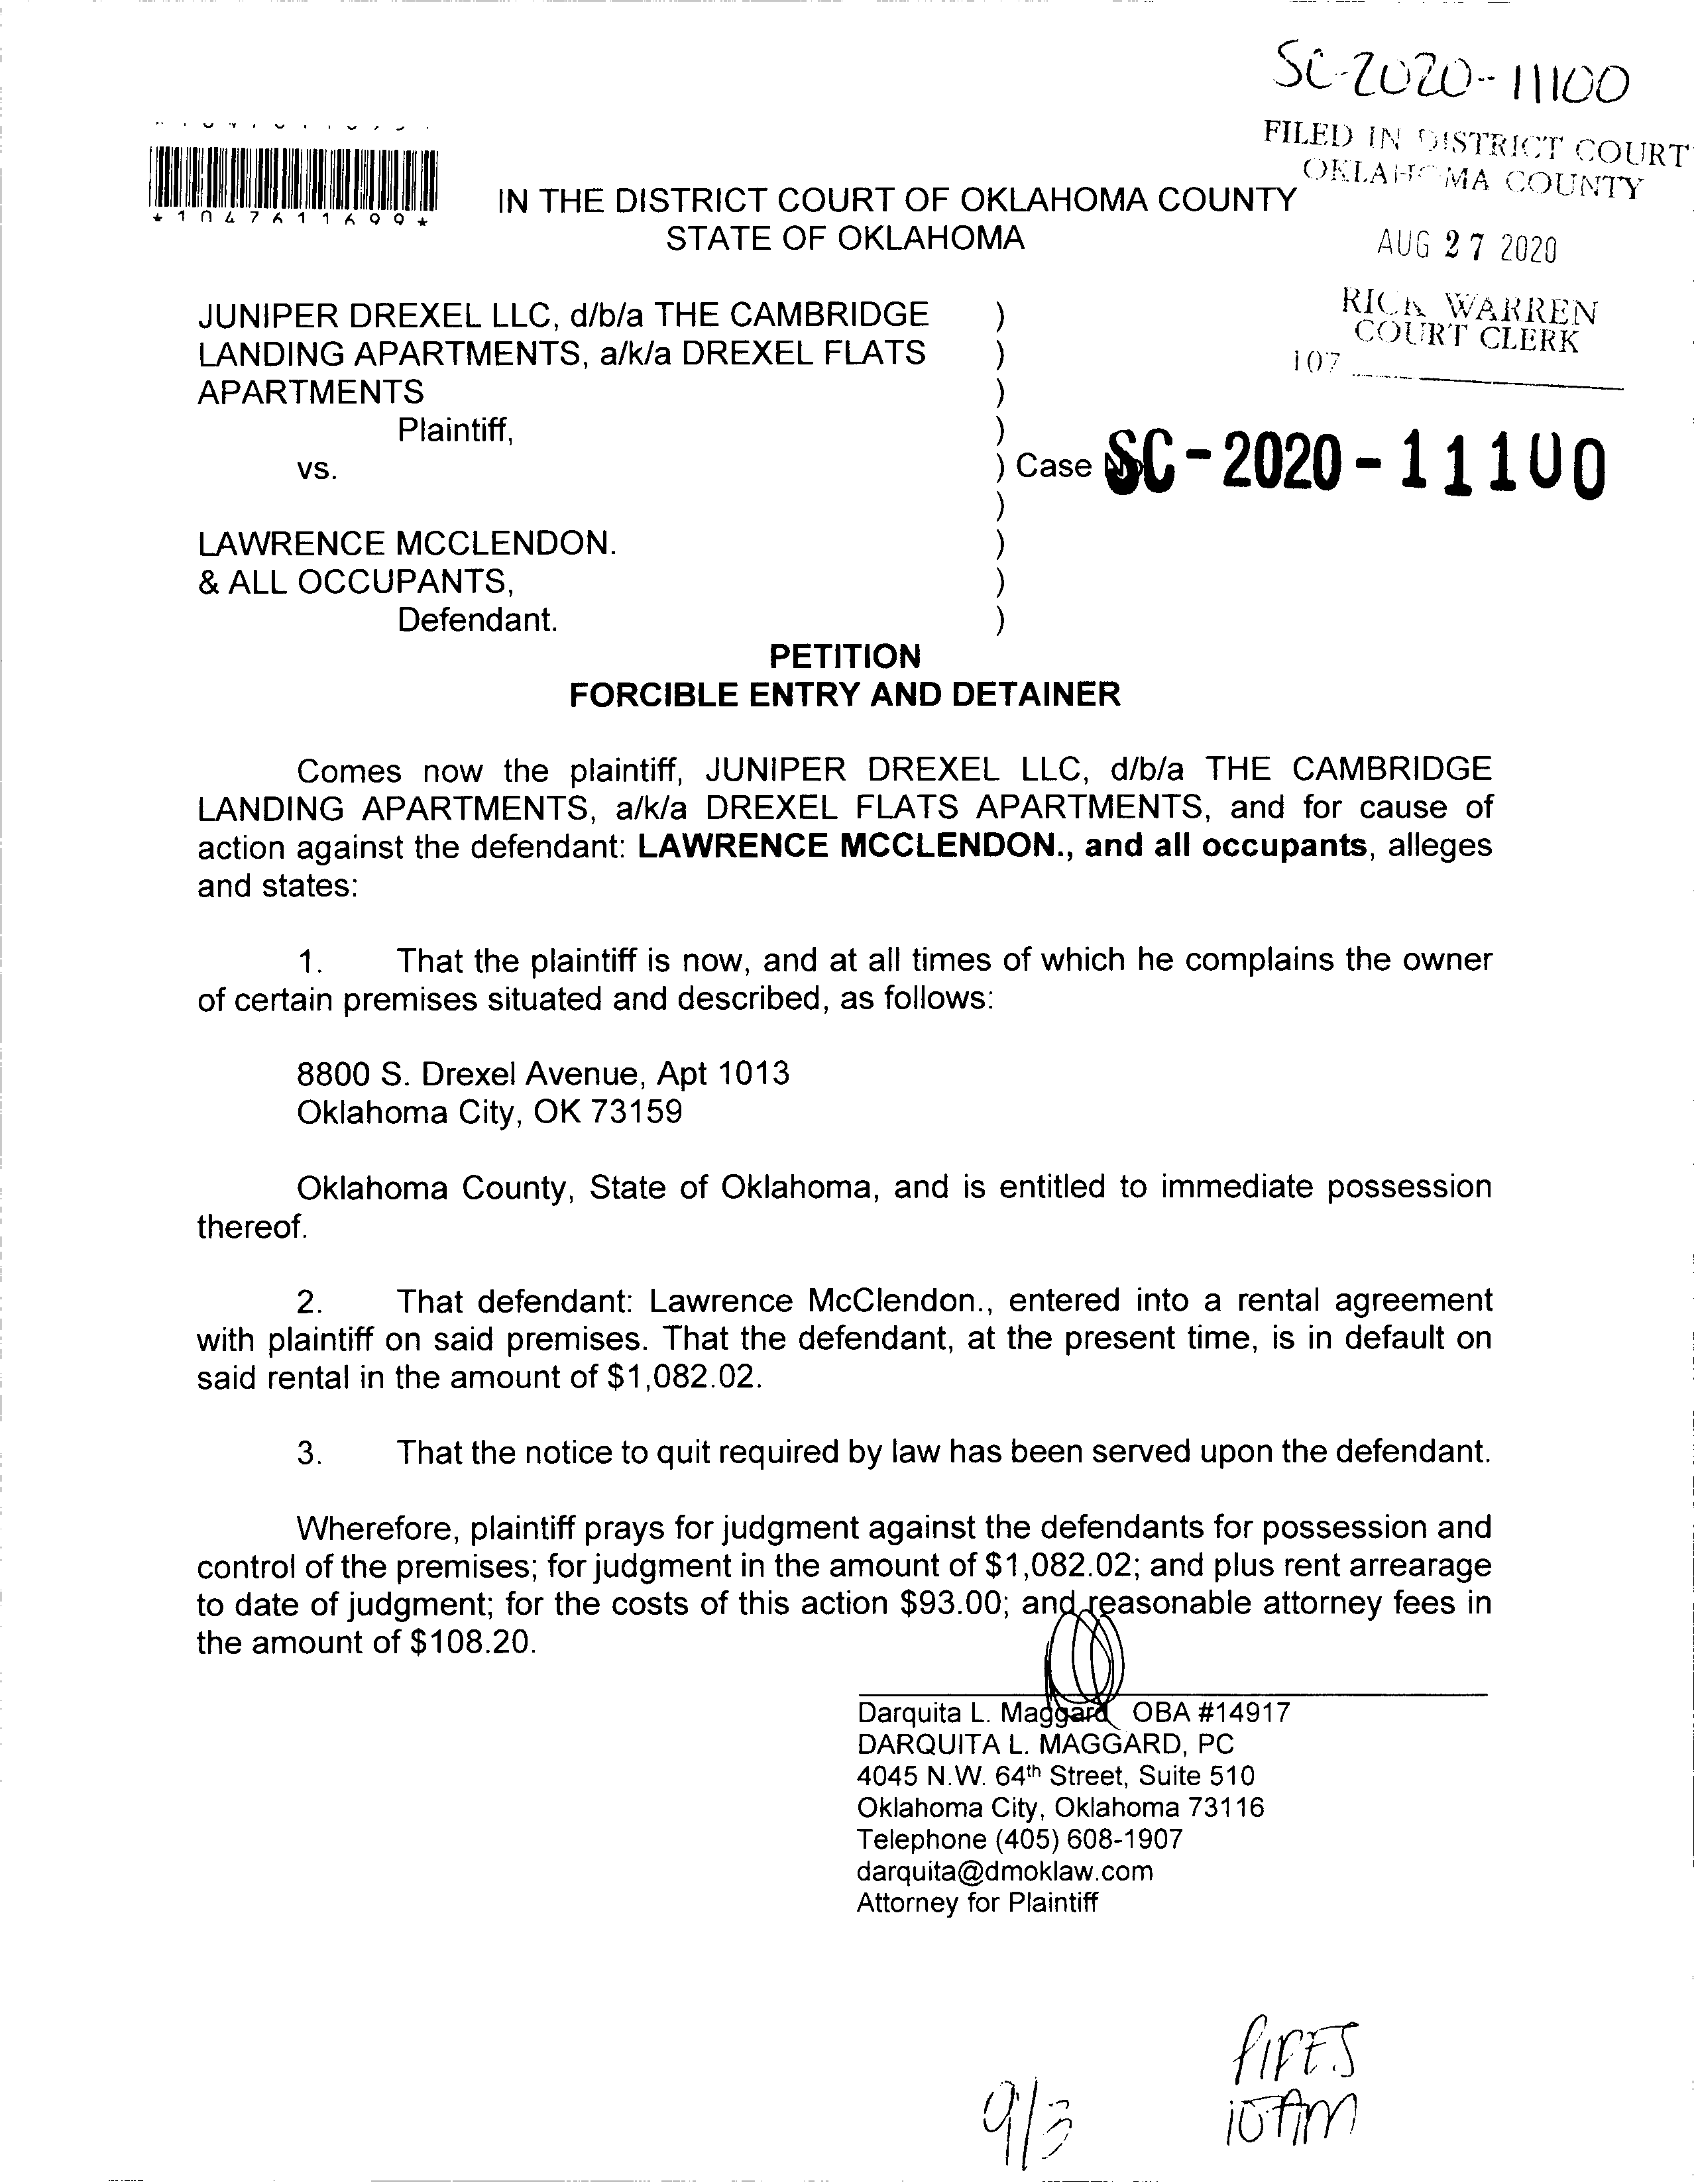 SC-2020-11100
FILED IN DISTRICT COURT
OKLAHOMA COUNTY
*1047611699*
IN THE DISTRICT COURT OF OKLAHOMA COUNTY
STATE OF OKLAHOMA
AUG 27 2020
RICK WARREN
COURT CLERK
107
JUNIPER DREXEL LLC, d/b/a THE CAMBRIDGE )
LANDING APARTMENTS, a/k/a DREXEL FLATS )
APARTMENTS )
Plaintiff, )
vs. ) Case No SC-2020-11100
)
LAWRENCE MCCLENDON. )
& ALL OCCUPANTS, )
Defendant. )
PETITION
FORCIBLE ENTRY AND DETAINER
Comes now the plaintiff, JUNIPER DREXEL LLC, d/b/a THE CAMBRIDGE
LANDING APARTMENTS, a/k/a DREXEL FLATS APARTMENTS, and for cause of
action against the defendant: LAWRENCE MCCLENDON., and all occupants, alleges
and states:
1. That the plaintiff is now, and at all times of which he complains the owner
of certain premises situated and described, as follows:
8800 S. Drexel Avenue, Apt 1013
Oklahoma City, OK 73159
Oklahoma County, State of Oklahoma, and is entitled to immediate possession
thereof.
2. That defendant: Lawrence McClendon., entered into a rental agreement
with plaintiff on said premises. That the defendant, at the present time, is in default on
said rental in the amount of $1,082.02.
3. That the notice to quit required by law has been served upon the defendant.
Wherefore, plaintiff prays for judgment against the defendants for possession and
control of the premises; for judgment in the amount of $1,082.02; and plus rent arrearage
to date of judgment; for the costs of this action $93.00; and reasonable attorney fees in
the amount of $108.20.
Darquita L. Maggard OBA #14917
DARQUITA L. MAGGARD, PC
4045 N.W. 64th Street, Suite 510
Oklahoma City, Oklahoma 73116
Telephone (405) 608-1907
darquita@dmoklaw.com
Attorney for Plaintiff
PIPES
9/3 10AM